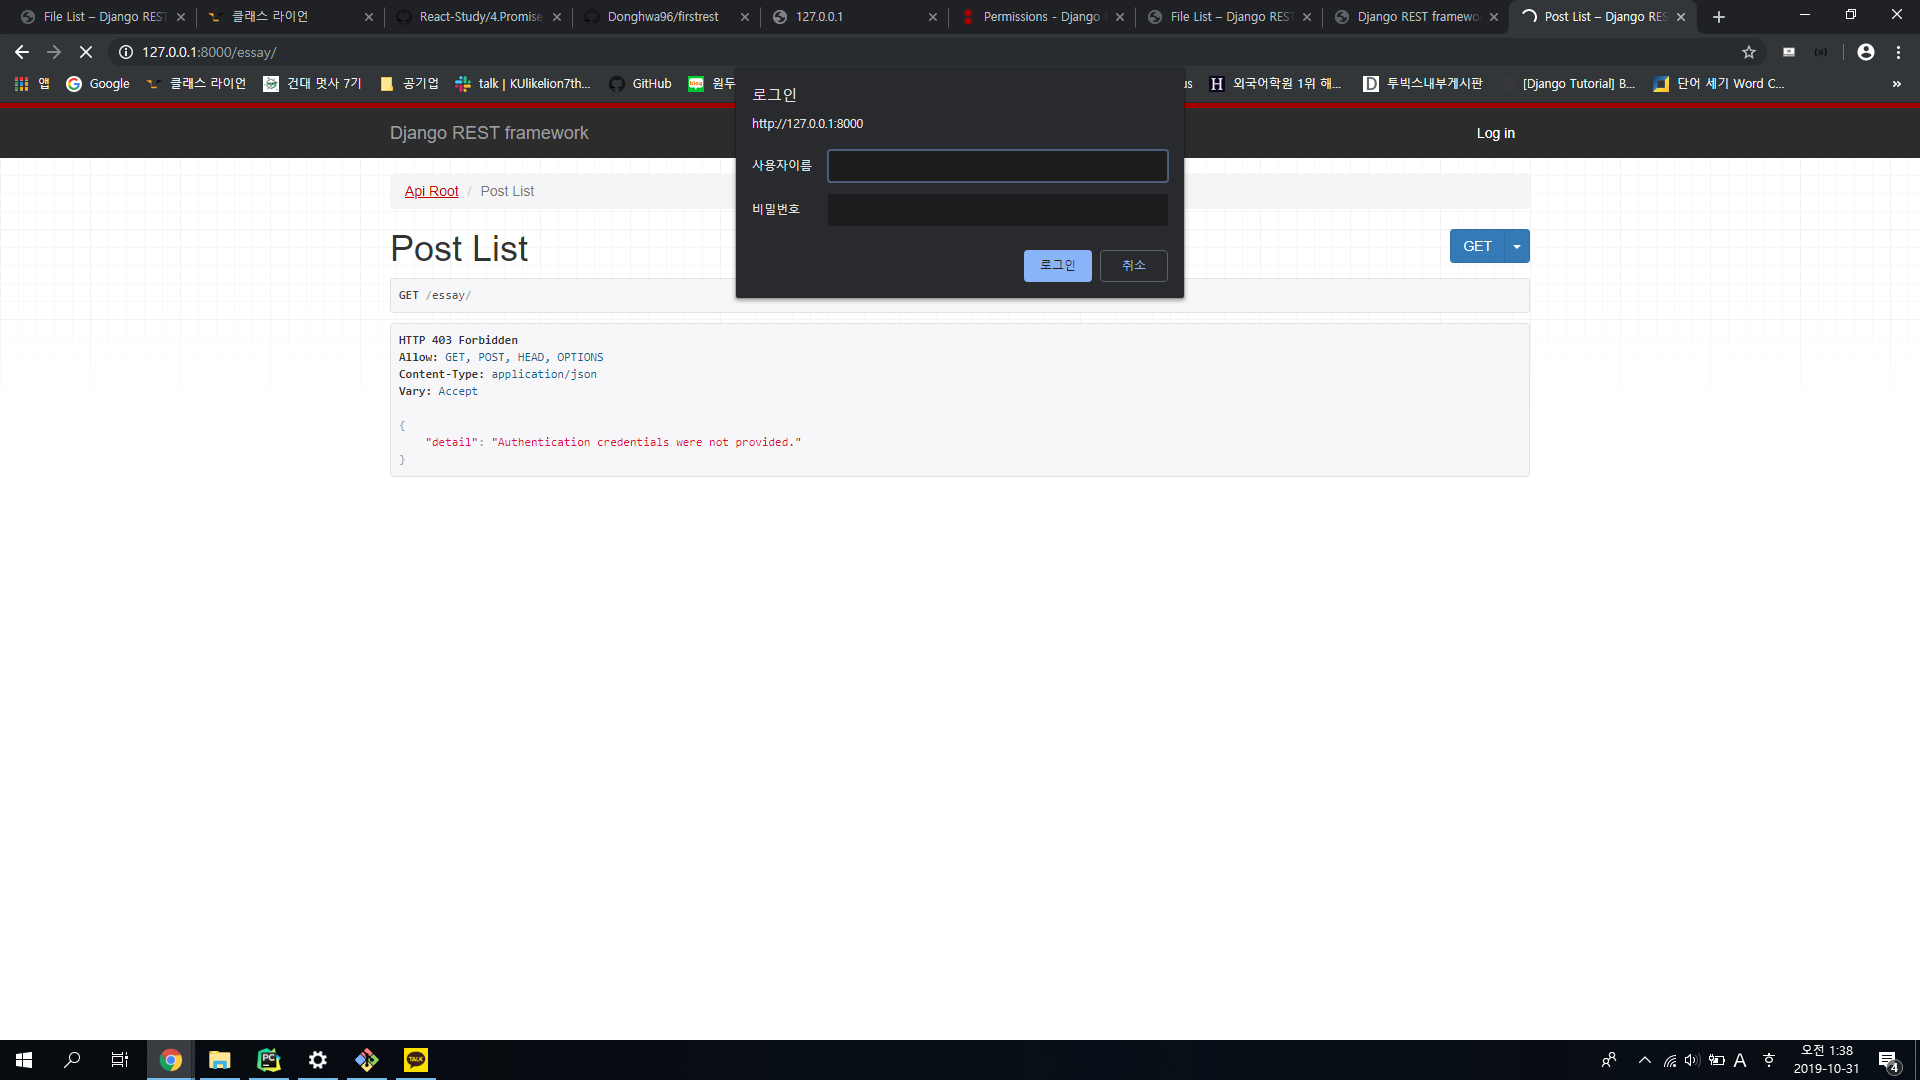 File List – Django REST
클래스 라이언
React-Study/4.Promise
Donghwa96/firstrest
127.0.0.1
Permissions - Django
File List – Django REST
Django REST framewo
Post List – Django RES
127.0.0.1:8000/essay/
앱
Google
클래스 라이언
건대 멋사 7기
공기업
talk | KUlikelion7th...
GitHub
원두
us
외국어학원 1위 해...
투빅스내부게시판
[Django Tutorial] B...
단어 세기 Word C...
»
로그인
http://127.0.0.1:8000
사용자이름
비밀번호
로그인 취소
Django REST framework
Log in
Api Root / Post List
Post List
GET
GET /essay/
HTTP 403 Forbidden
Allow: GET, POST, HEAD, OPTIONS
Content-Type: application/json
Vary: Accept
{
"detail": "Authentication credentials were not provided."
}
PC
TALK
A
오전 1:38
2019-10-31
4